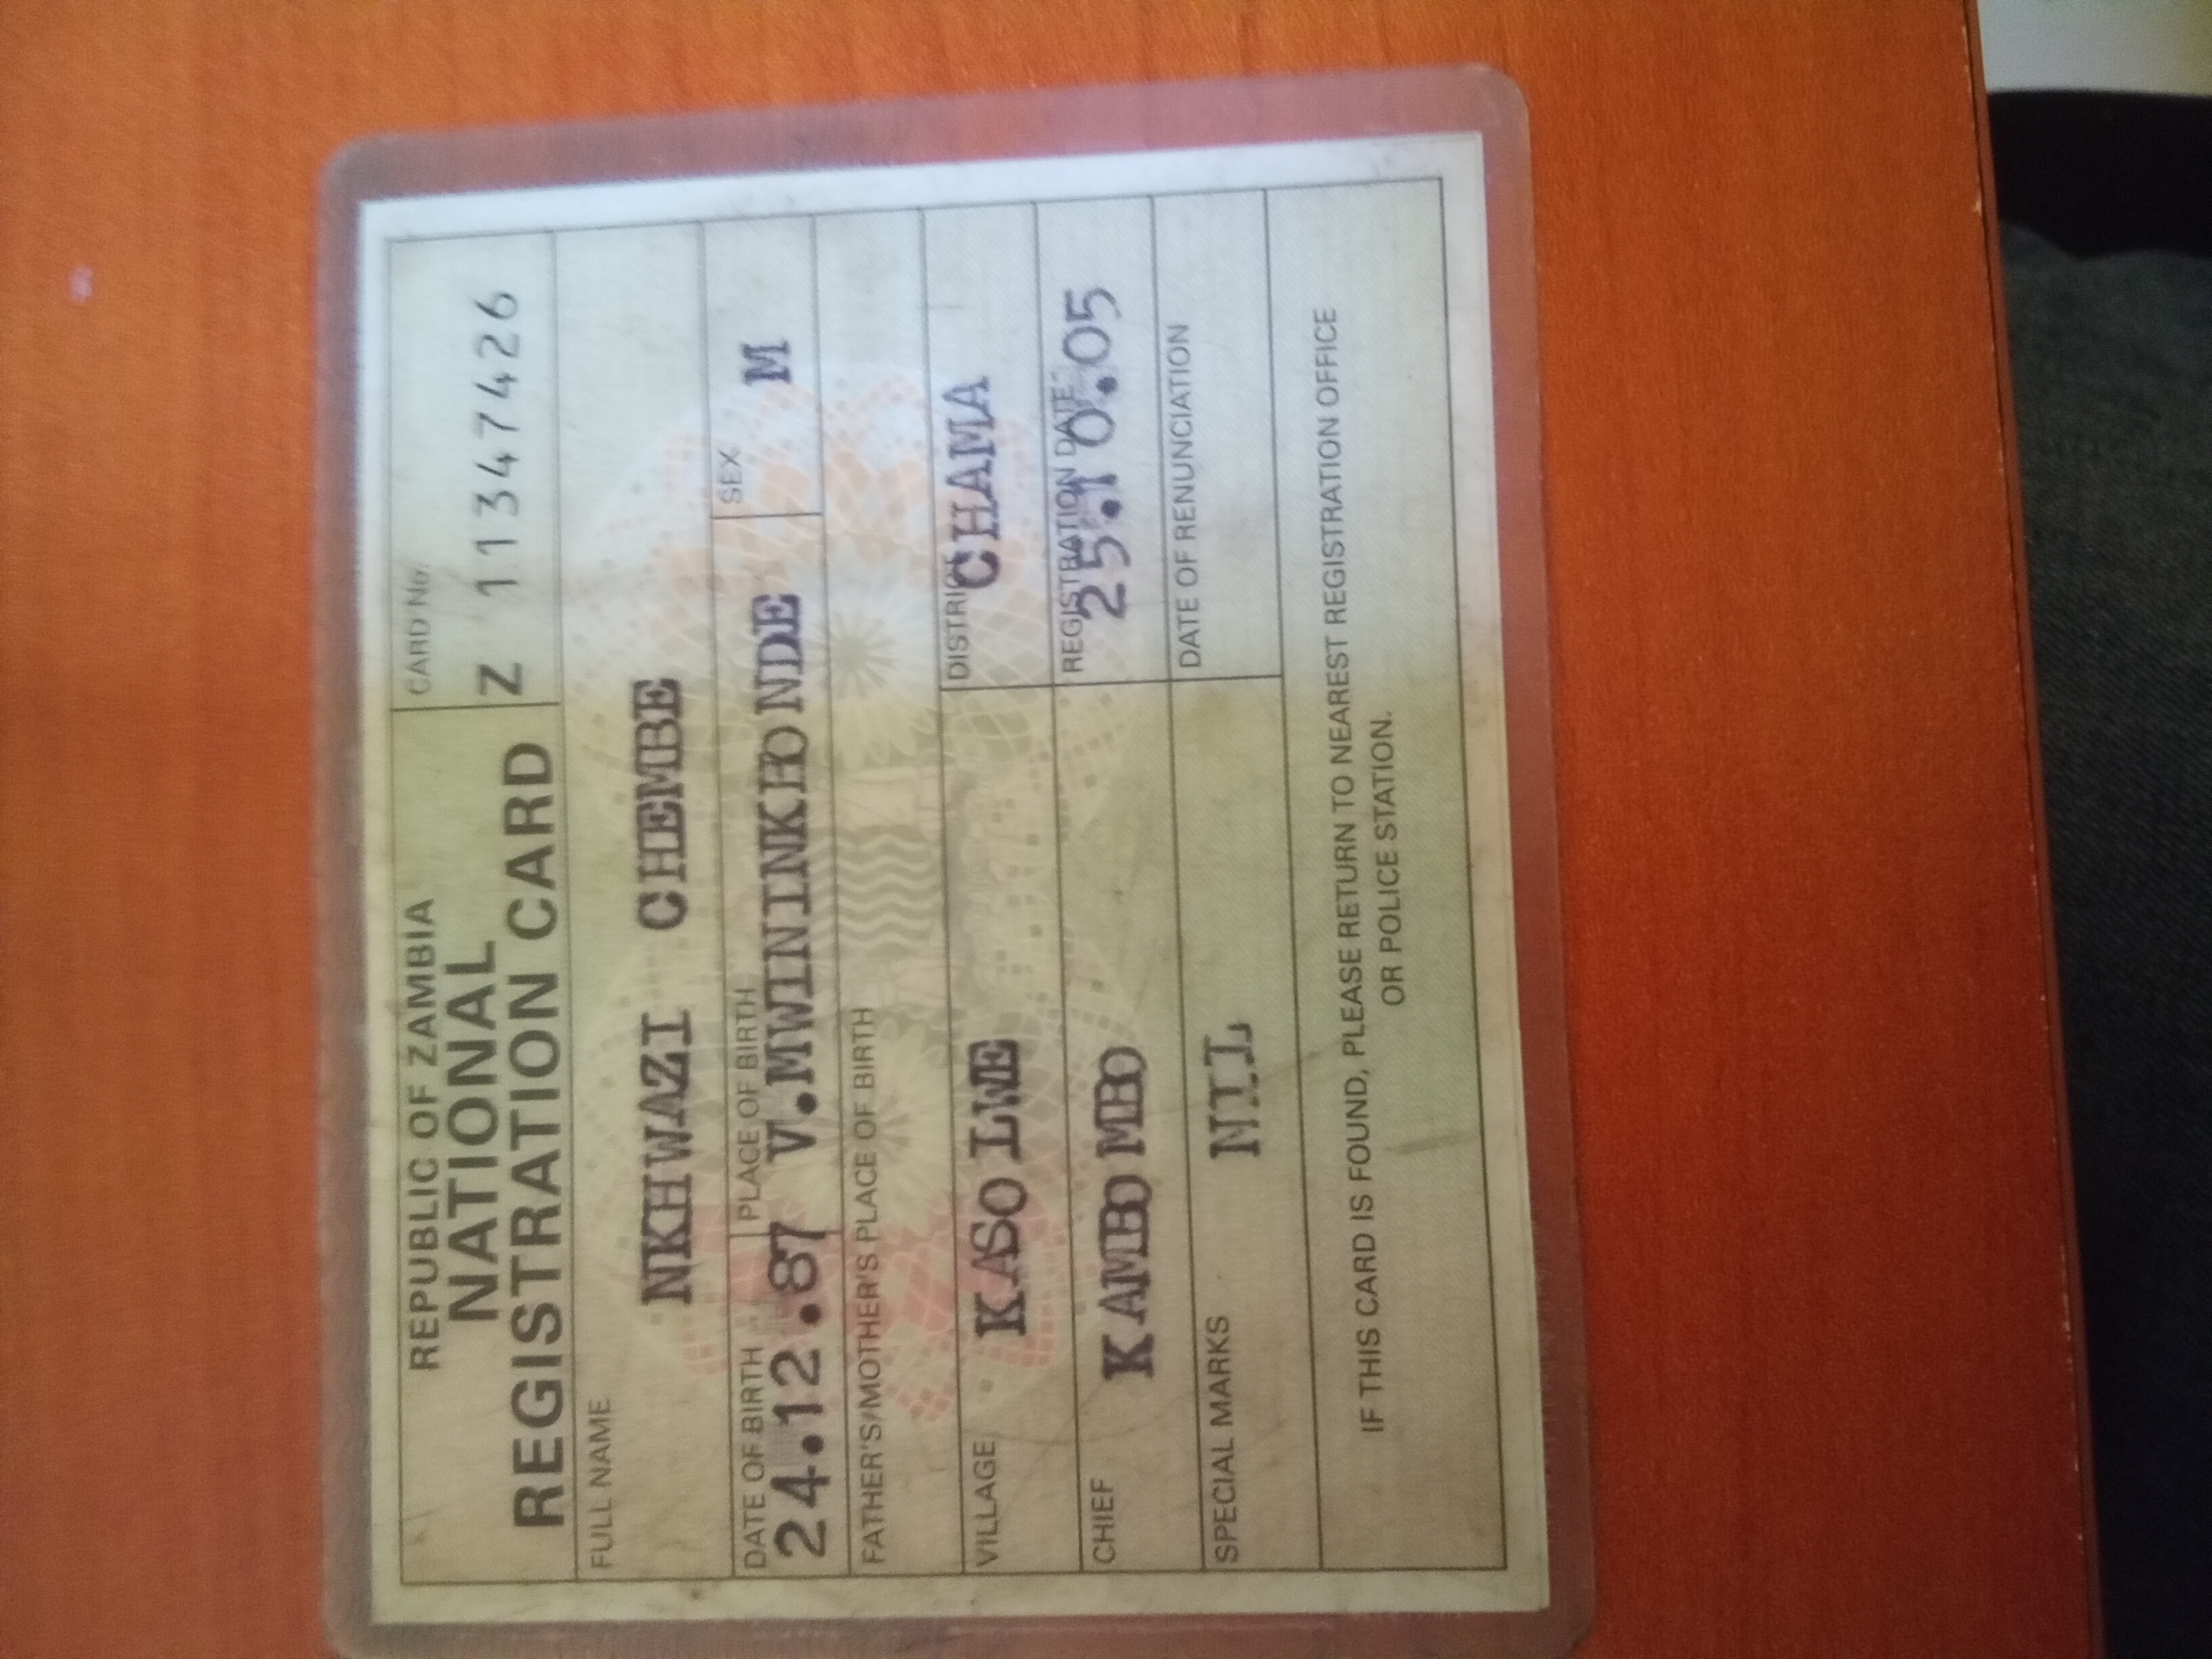 REPUBLIC OF ZAMBIA
NATIONAL
REGISTRATION CARD
CARD No.
Z 11347426
FULL NAME
NKHWAZI CHEMBE
DATE OF BIRTH PLACE OF BIRTH SEX
24.12.87 V.MWININKHONDE M
FATHER'S/MOTHER'S PLACE OF BIRTH
VILLAGE KASOLWE DISTRICT CHAMA
CHIEF KAMBOMBO REGISTRATION DATE 25.10.05
SPECIAL MARKS NIL DATE OF RENUNCIATION
IF THIS CARD IS FOUND, PLEASE RETURN TO NEAREST REGISTRATION OFFICE
OR POLICE STATION.